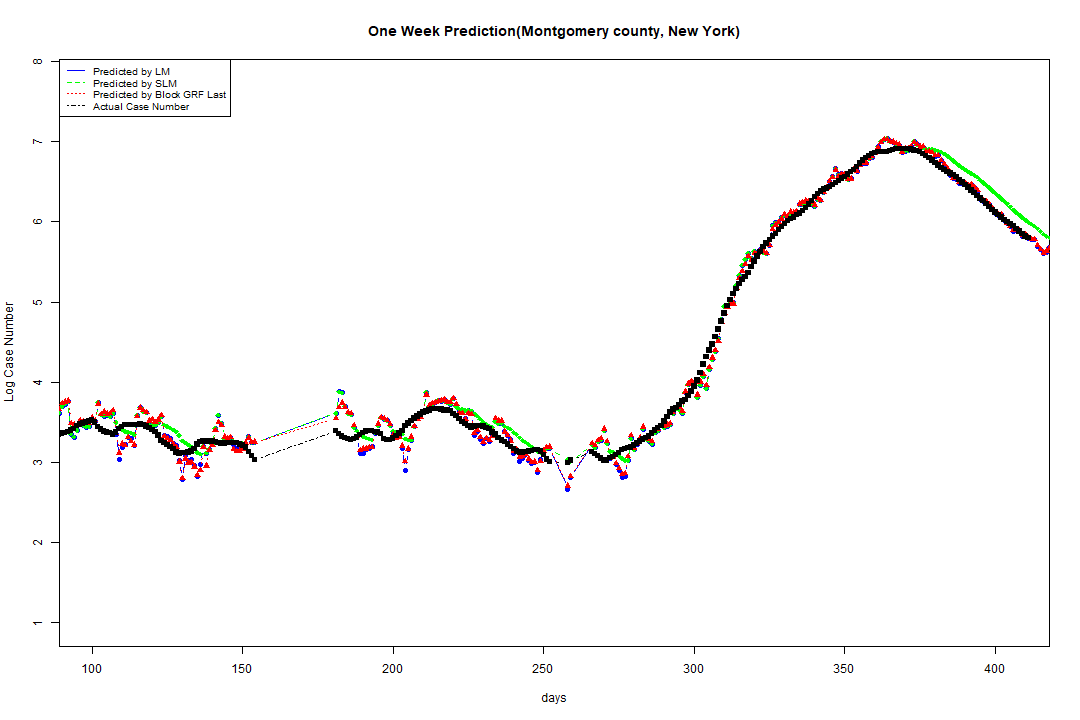 One Week Prediction(Montgomery county, New York)
Predicted by LM
Predicted by SLM
Predicted by Block GRF Last
Actual Case Number
8
7
6
5
4
3
2
1
Log Case Number
100 150 200 250 300 350 400
days